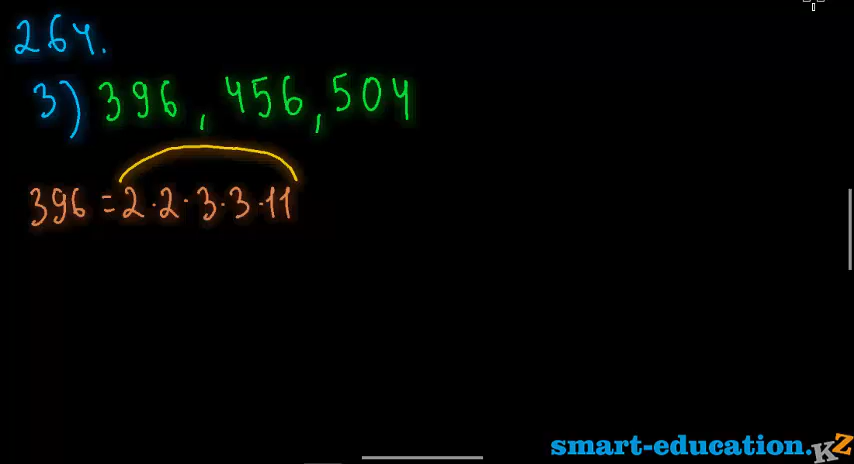 264.
3) 396, 456, 504
396 = 2·2·3·3·11
smart-education.KZ